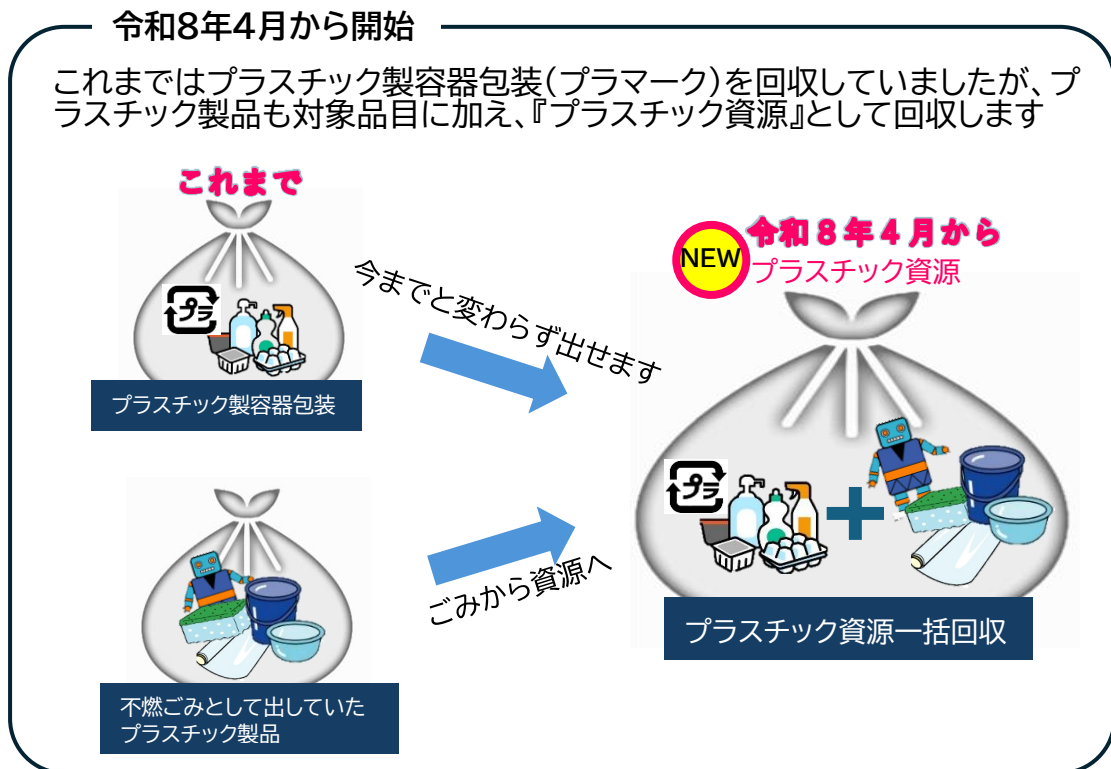 令和8年4月から開始
これまではプラスチック製容器包装(プラマーク)を回収していましたが、プ
ラスチック製品も対象品目に加え、『プラスチック資源』として回収します
これまで
プラ
プラスチック製容器包装
今までと変わらず出せます
不燃ごみとして出していた
プラスチック製品
ごみから資源へ
NEW
令和8年4月から
プラスチック資源
プラ
プラスチック資源一括回収